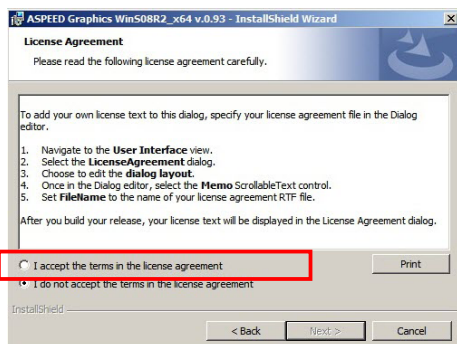 ASPEED Graphics WinS08R2_x64 v.0.93 - InstallShield Wizard
License Agreement
Please read the following license agreement carefully.
To add your own license text to this dialog, specify your license agreement file in the Dialog
editor.
1. Navigate to the User Interface view.
2. Select the LicenseAgreement dialog.
3. Choose to edit the dialog layout.
4. Once in the Dialog editor, select the Memo ScrollableText control.
5. Set FileName to the name of your license agreement RTF file.
After you build your release, your license text will be displayed in the License Agreement dialog.
I accept the terms in the license agreement
Print
I do not accept the terms in the license agreement
InstallShield
< Back
Next >
Cancel